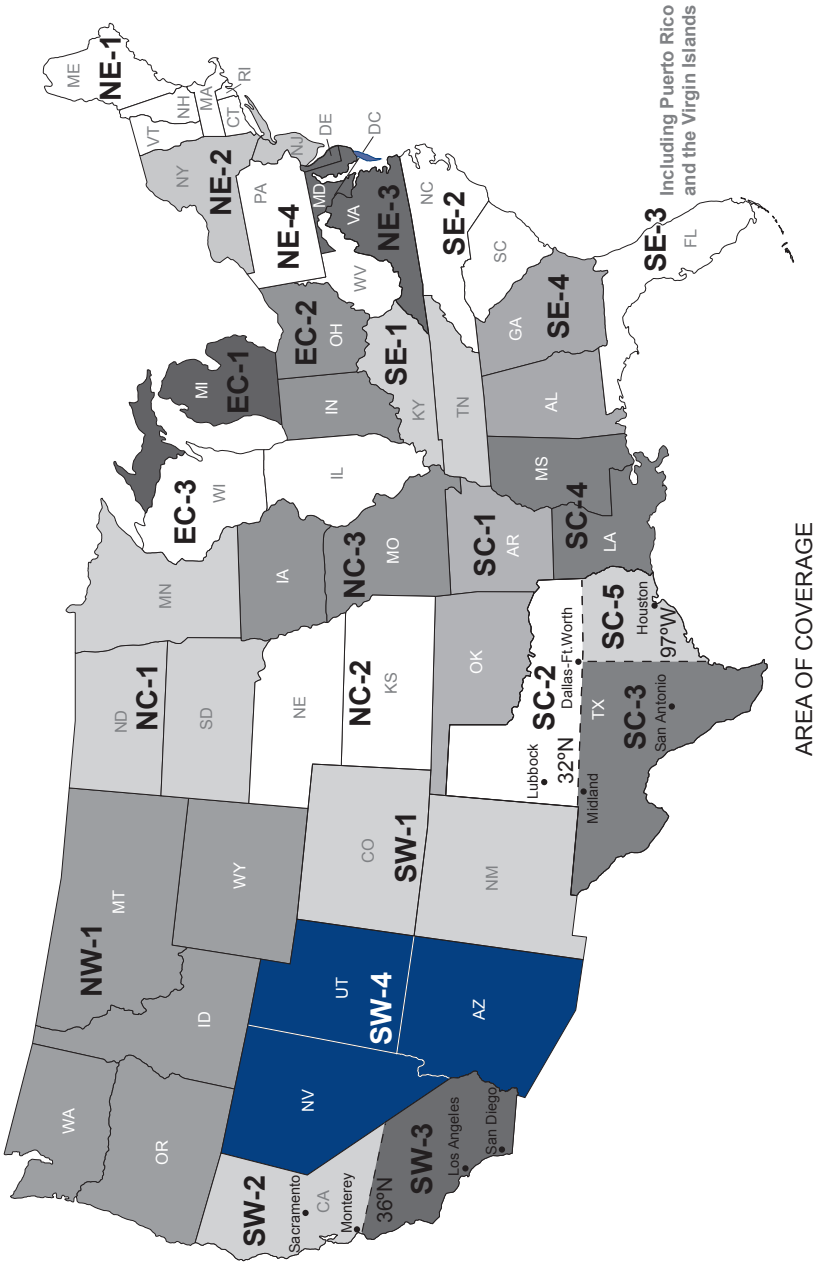 WA
OR
ID
NW-1
MT
WY
SW-2
Sacramento
CA
Monterey
36ºN
SW-3
Los Angeles
San Diego
NV
UT
SW-4
AZ
CO
SW-1
NM
ND
NC-1
SD
MN
NE
NC-2
KS
OK
Lubbock
SC-2
32ºN
Dallas-Ft.Worth
Midland
TX
SC-3
San Antonio
SC-5
Houston
97ºW
IA
NC-3
MO
SC-1
AR
SC-4
LA
MS
EC-3
WI
IL
MI
EC-1
EC-2
OH
IN
SE-1
KY
TN
AL
GA
SE-4
ME
NE-1
VT
NH
MA
RI
CT
NY
NE-2
NJ
PA
NE-4
DE
MD
DC
WV
VA
NE-3
NC
SE-2
SC
SE-3
FL
Including Puerto Rico
and the Virgin Islands
AREA OF COVERAGE